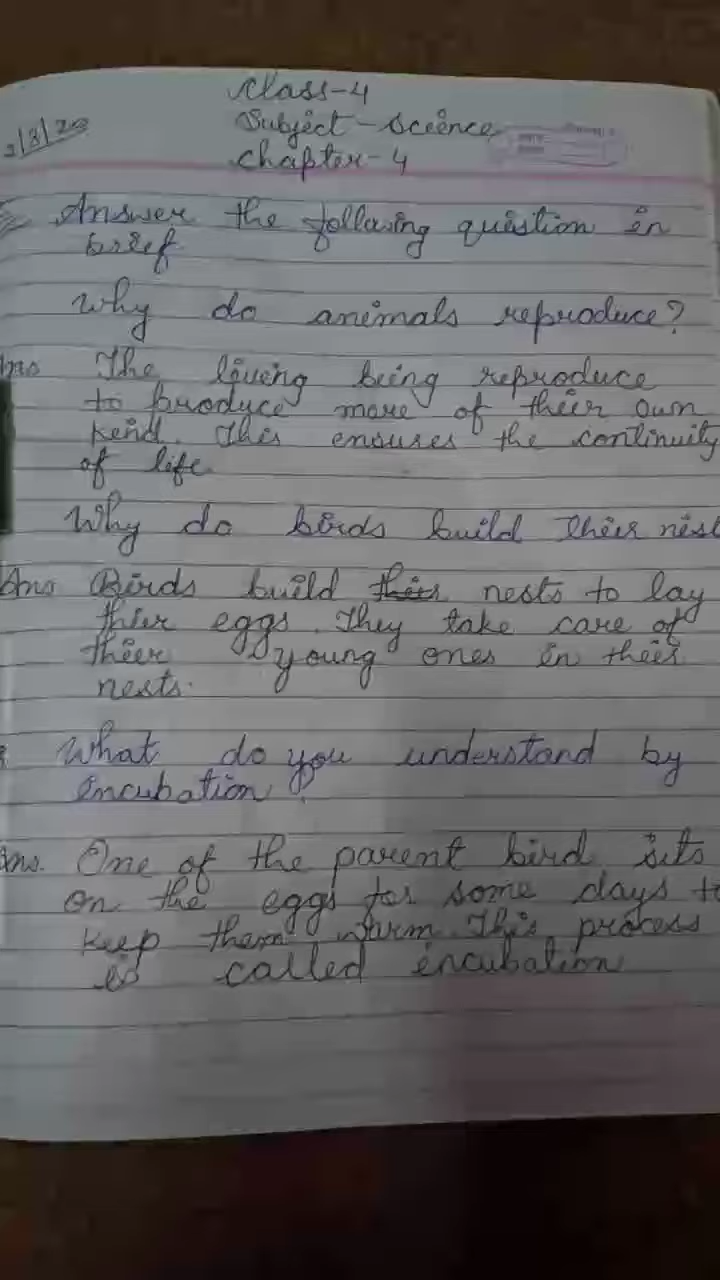 Class-4
2/8/20
Subject-Science
Chapter-4
Answer the following question in
brief
Why do animals reproduce?
Ans The living being reproduce
to produce more of their own
kind. This ensures the continuity
of life.
Why do birds build their nest
Ans Birds build their nests to lay
thier eggs. They take care of
their young ones in their
nests.
What do you understand by
incubation?
Ans. One of the parent bird sits
on the eggs for some days to
keep them warm. This process
is called incubation